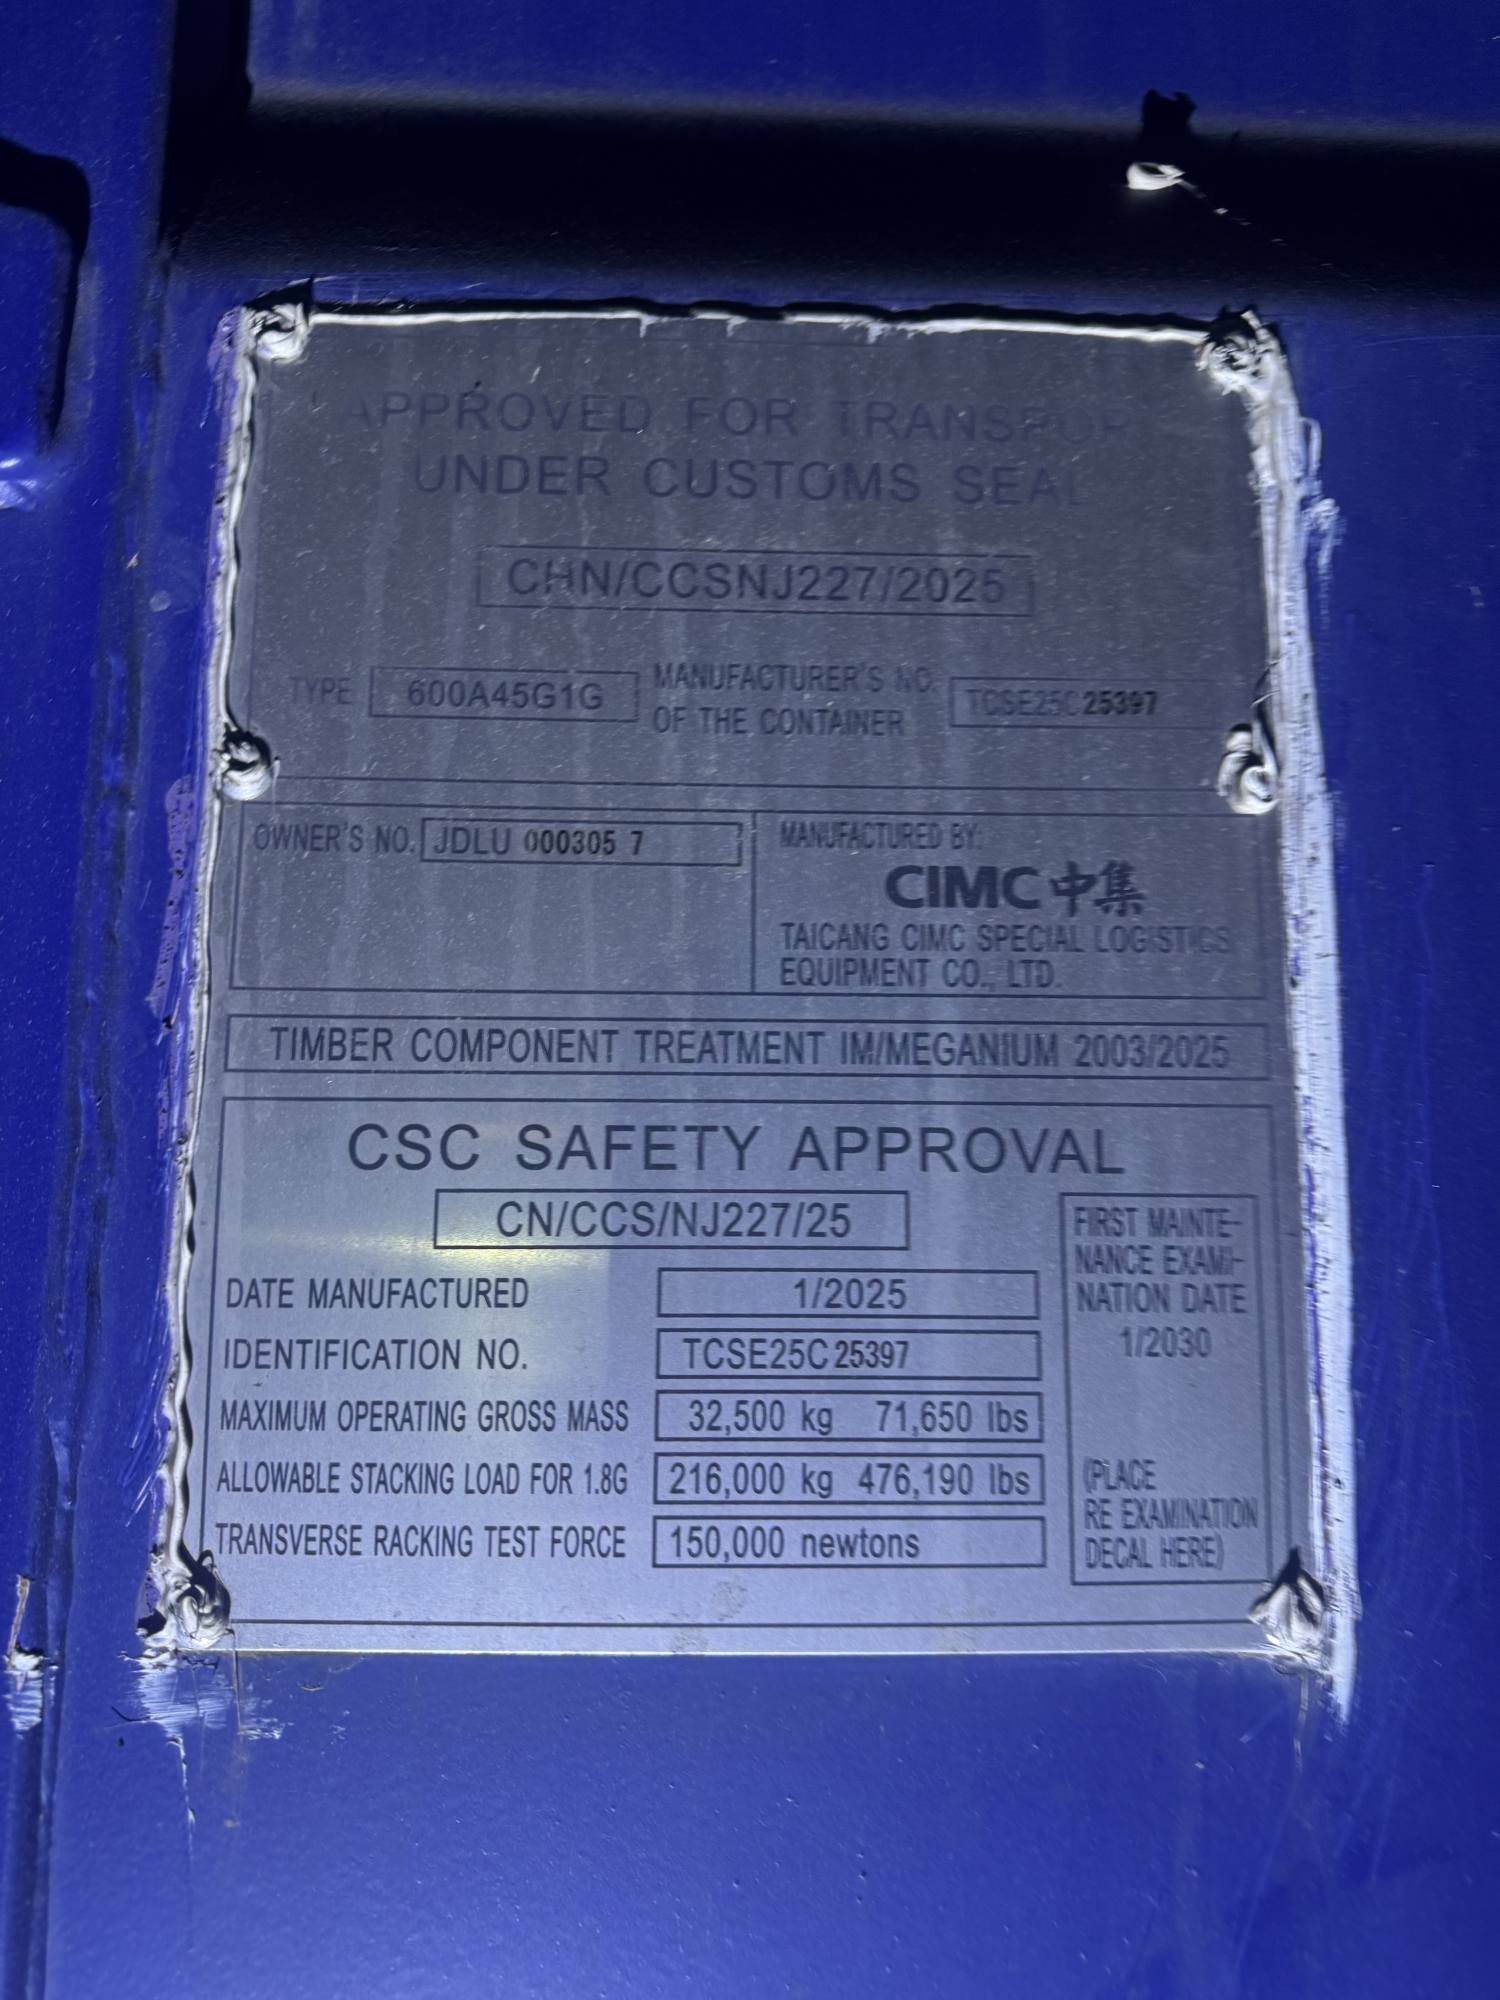 APPROVED FOR TRANSPORT
UNDER CUSTOMS SEAL
CHN/CCSNJ227/2025
TYPE 600A45G1G MANUFACTURER'S NO. OF THE CONTAINER TCSE25C25397
OWNER'S NO. JDLU 000305 7
MANUFACTURED BY:
CIMC 中集
TAICANG CIMC SPECIAL LOGISTICS
EQUIPMENT CO., LTD.
TIMBER COMPONENT TREATMENT IM/MEGANIUM 2003/2025
CSC SAFETY APPROVAL
CN/CCS/NJ227/25
DATE MANUFACTURED 1/2025
IDENTIFICATION NO. TCSE25C25397
MAXIMUM OPERATING GROSS MASS 32,500 kg 71,650 lbs
ALLOWABLE STACKING LOAD FOR 1.8G 216,000 kg 476,190 lbs
TRANSVERSE RACKING TEST FORCE 150,000 newtons
FIRST MAINTE-
NANCE EXAMI-
NATION DATE
1/2030
(PLACE
RE EXAMINATION
DECAL HERE)